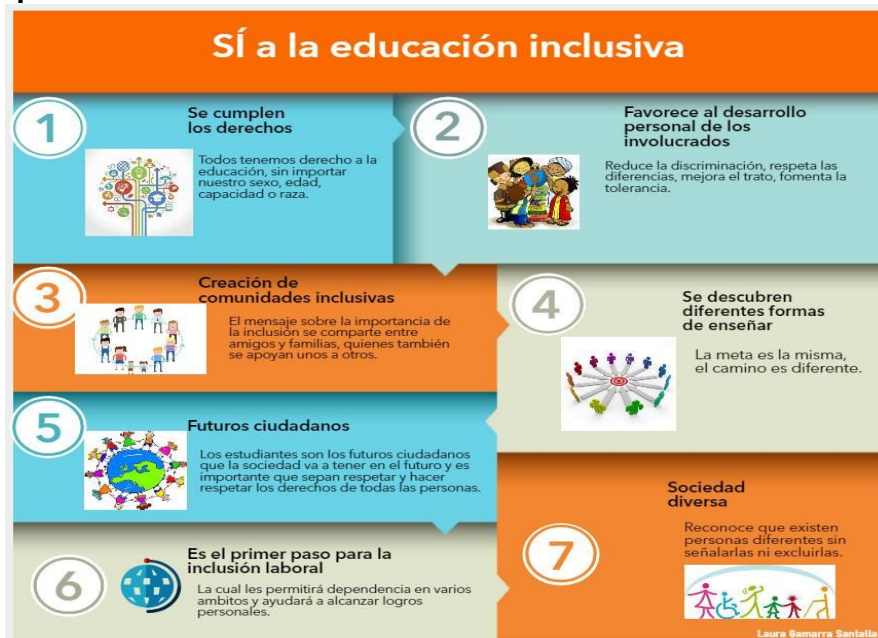 SÍ a la educación inclusiva
1
Se cumplen
los derechos
Todos tenemos derecho a la
educación, sin importar
nuestro sexo, edad,
capacidad o raza.
2
Favorece al desarrollo
personal de los
involucrados
Reduce la discriminación, respeta las
diferencias, mejora el trato, fomenta la
tolerancia.
3
Creación de
comunidades inclusivas
El mensaje sobre la importancia de
la inclusión se comparte entre
amigos y familias, quienes también
se apoyan unos a otros.
4
Se descubren
diferentes formas
de enseñar
La meta es la misma,
el camino es diferente.
5
Futuros ciudadanos
Los estudiantes son los futuros ciudadanos
que la sociedad va a tener en el futuro y es
importante que sepan respetar y hacer
respetar los derechos de todas las personas.
6
Es el primer paso para la
inclusión laboral
La cual les permitirá dependencia en varios
ambitos y ayudará a alcanzar logros
personales.
7
Sociedad
diversa
Reconoce que existen
personas diferentes sin
señalarlas ni excluirlas.
Laura Gamarra Santalla